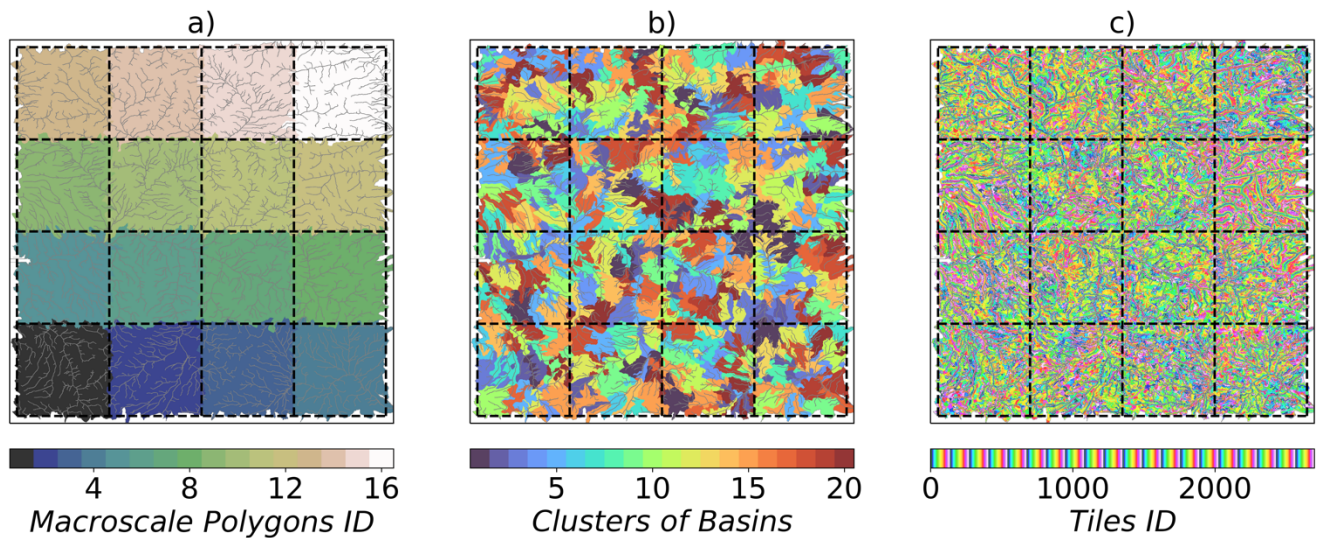 a)
b)
c)
4 8 12 16
5 10 15 20
0 1000 2000
Macroscale Polygons ID
Clusters of Basins
Tiles ID